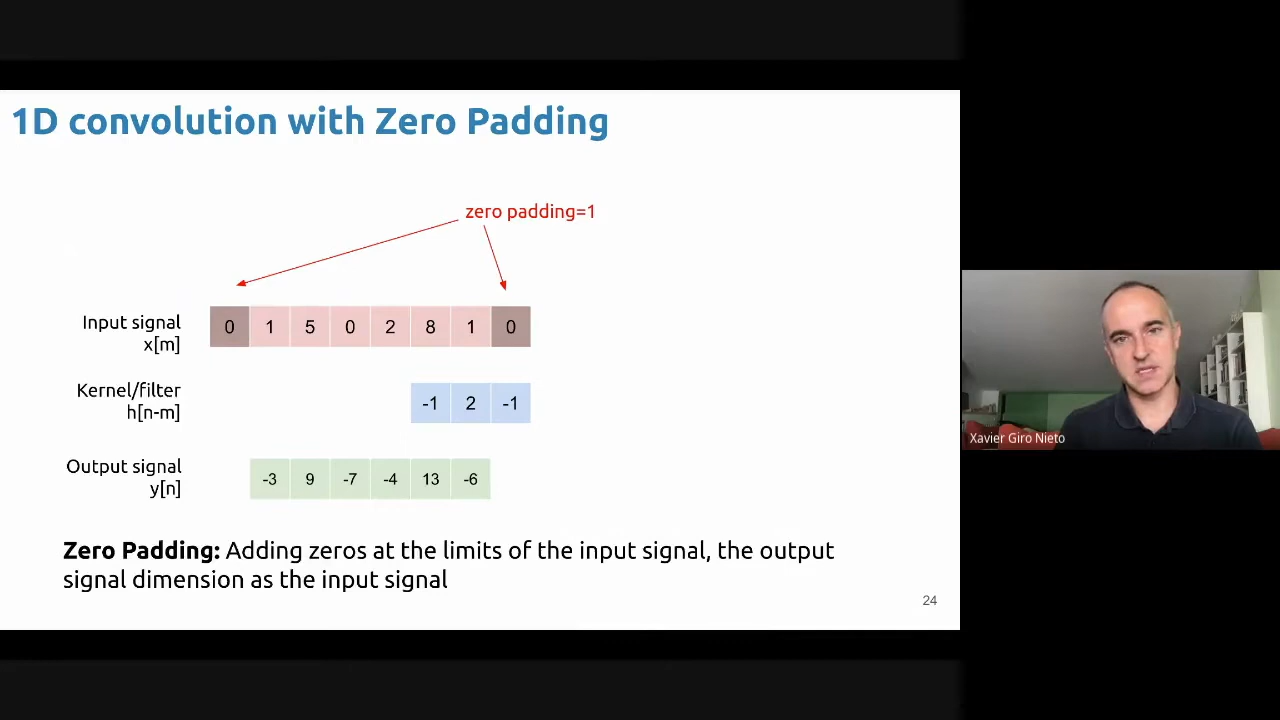 1D convolution with Zero Padding
zero padding=1
Input signal
x[m]
0 1 5 0 2 8 1 0
Kernel/filter
h[n-m]
-1 2 -1
Output signal
y[n]
-3 9 -7 -4 13 -6
Zero Padding: Adding zeros at the limits of the input signal, the output
signal dimension as the input signal
24
Xavier Giro Nieto